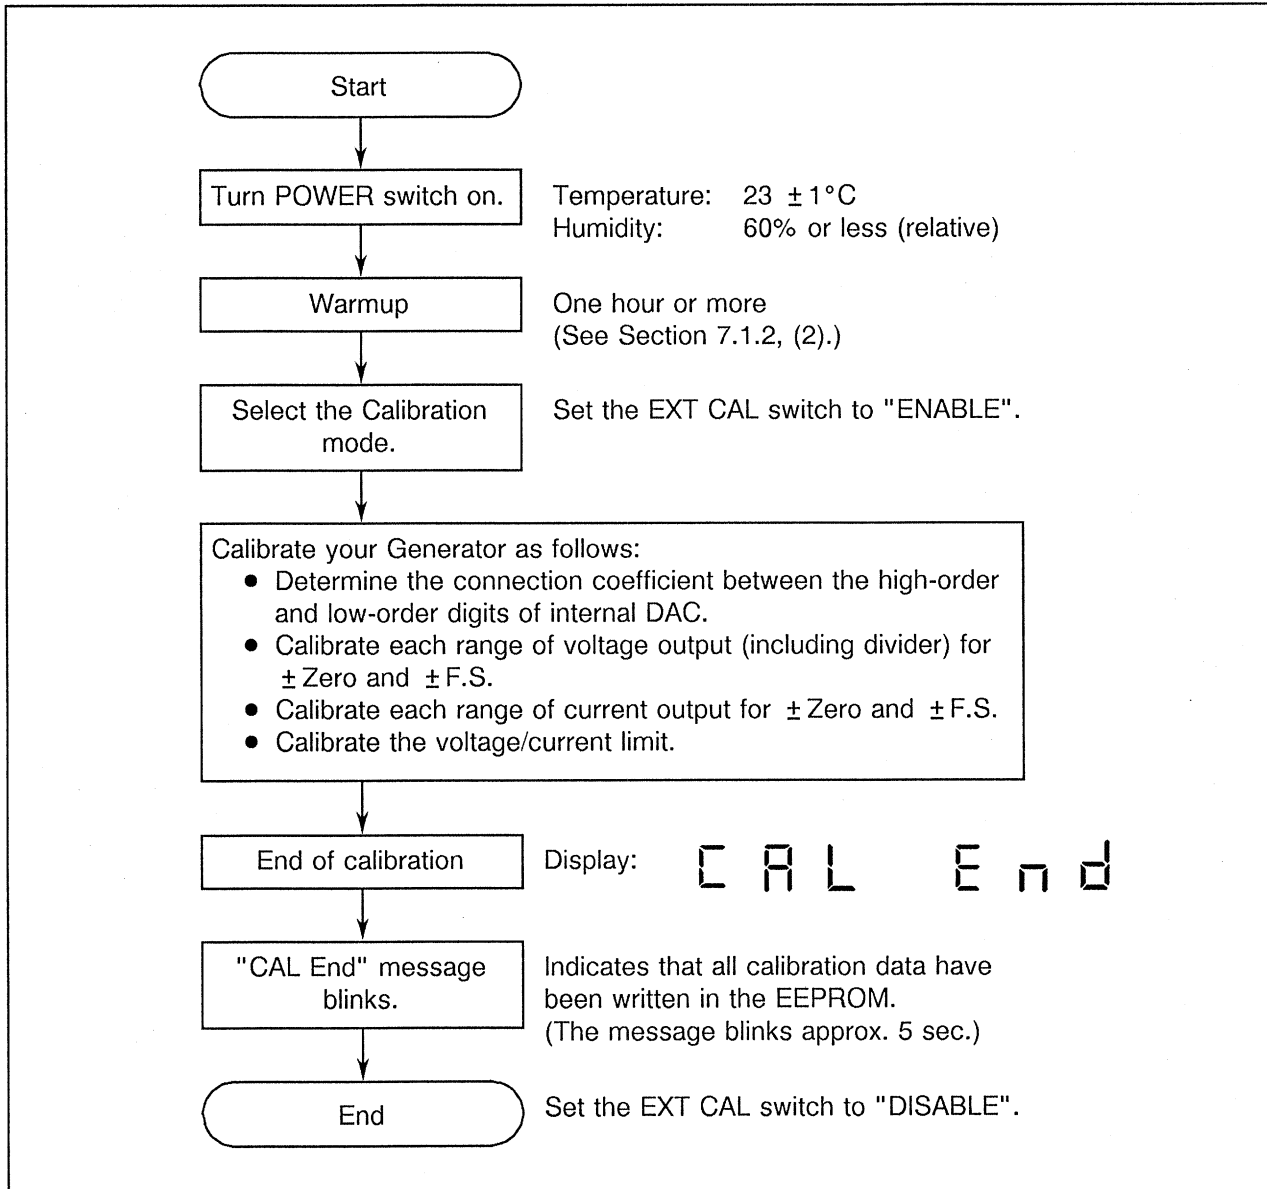 Start
Turn POWER switch on.
Temperature: 23 ± 1°C
Humidity: 60% or less (relative)
Warmup
One hour or more
(See Section 7.1.2, (2).)
Select the Calibration
mode.
Set the EXT CAL switch to "ENABLE".
Calibrate your Generator as follows:
● Determine the connection coefficient between the high-order
and low-order digits of internal DAC.
● Calibrate each range of voltage output (including divider) for
± Zero and ± F.S.
● Calibrate each range of current output for ± Zero and ± F.S.
● Calibrate the voltage/current limit.
End of calibration
Display: CAL End
"CAL End" message
blinks.
Indicates that all calibration data have
been written in the EEPROM.
(The message blinks approx. 5 sec.)
End
Set the EXT CAL switch to "DISABLE".